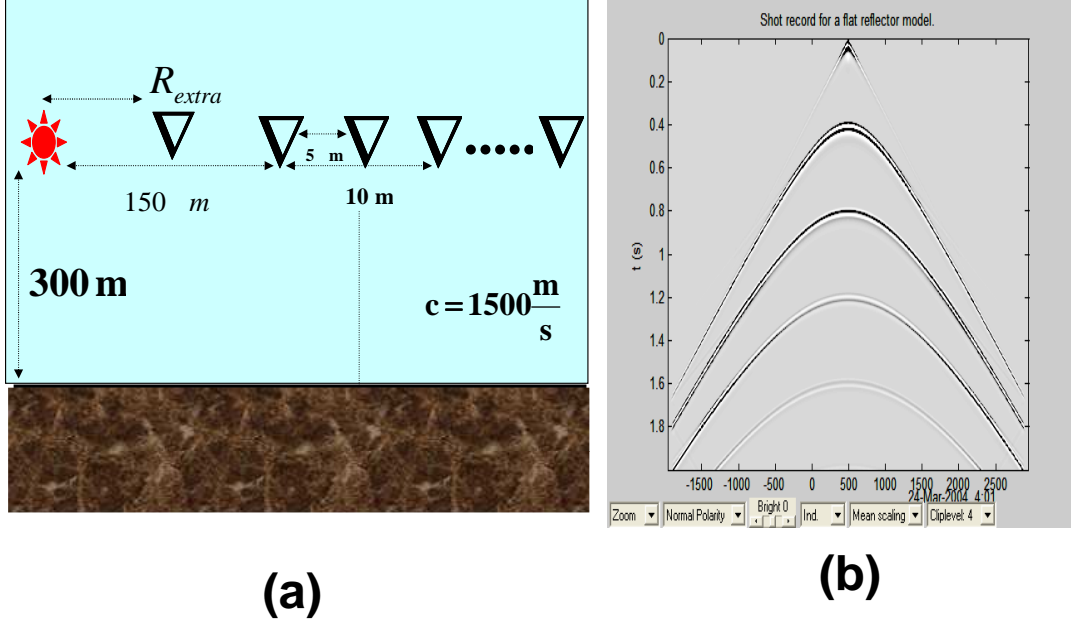 R_extra
5 m
150 m
10 m
300 m
c = 1500 m/s
(a)
Shot record for a flat reflector model.
0
0.2
0.4
0.6
0.8
1
1.2
1.4
1.6
1.8
t (s)
-1500 -1000 -500 0 500 1000 1500 2000 2500
24-Mar-2004 4:01
Zoom Normal Polarity Bright 0 Ind. Mean scaling Cliplevel: 4
(b)